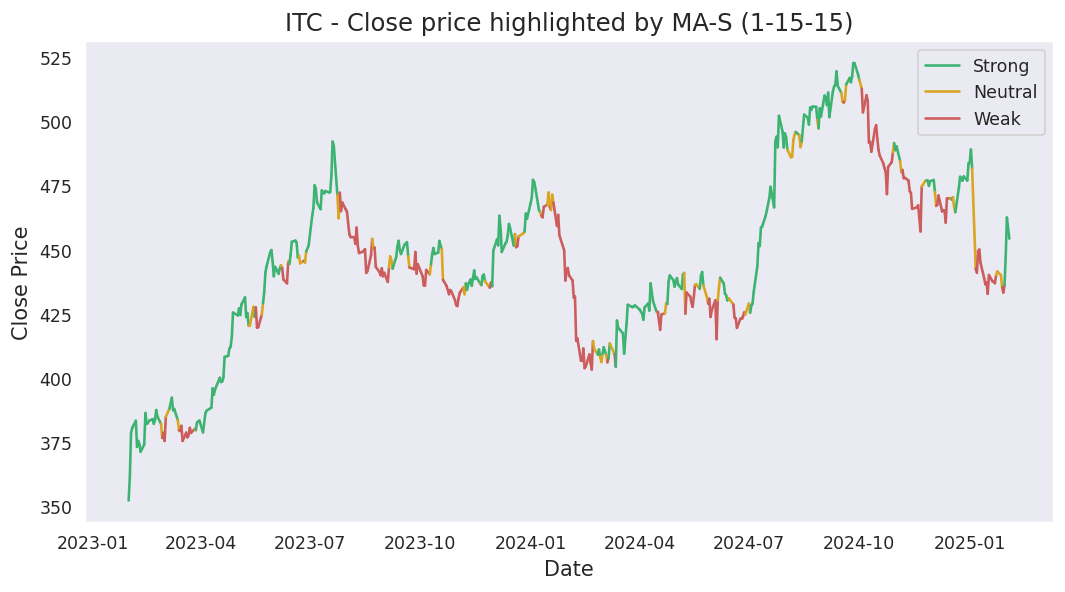 ITC - Close price highlighted by MA-S (1-15-15)
Strong
Neutral
Weak
Close Price
525
500
475
450
425
400
375
350
2023-01 2023-04 2023-07 2023-10 2024-01 2024-04 2024-07 2024-10 2025-01
Date